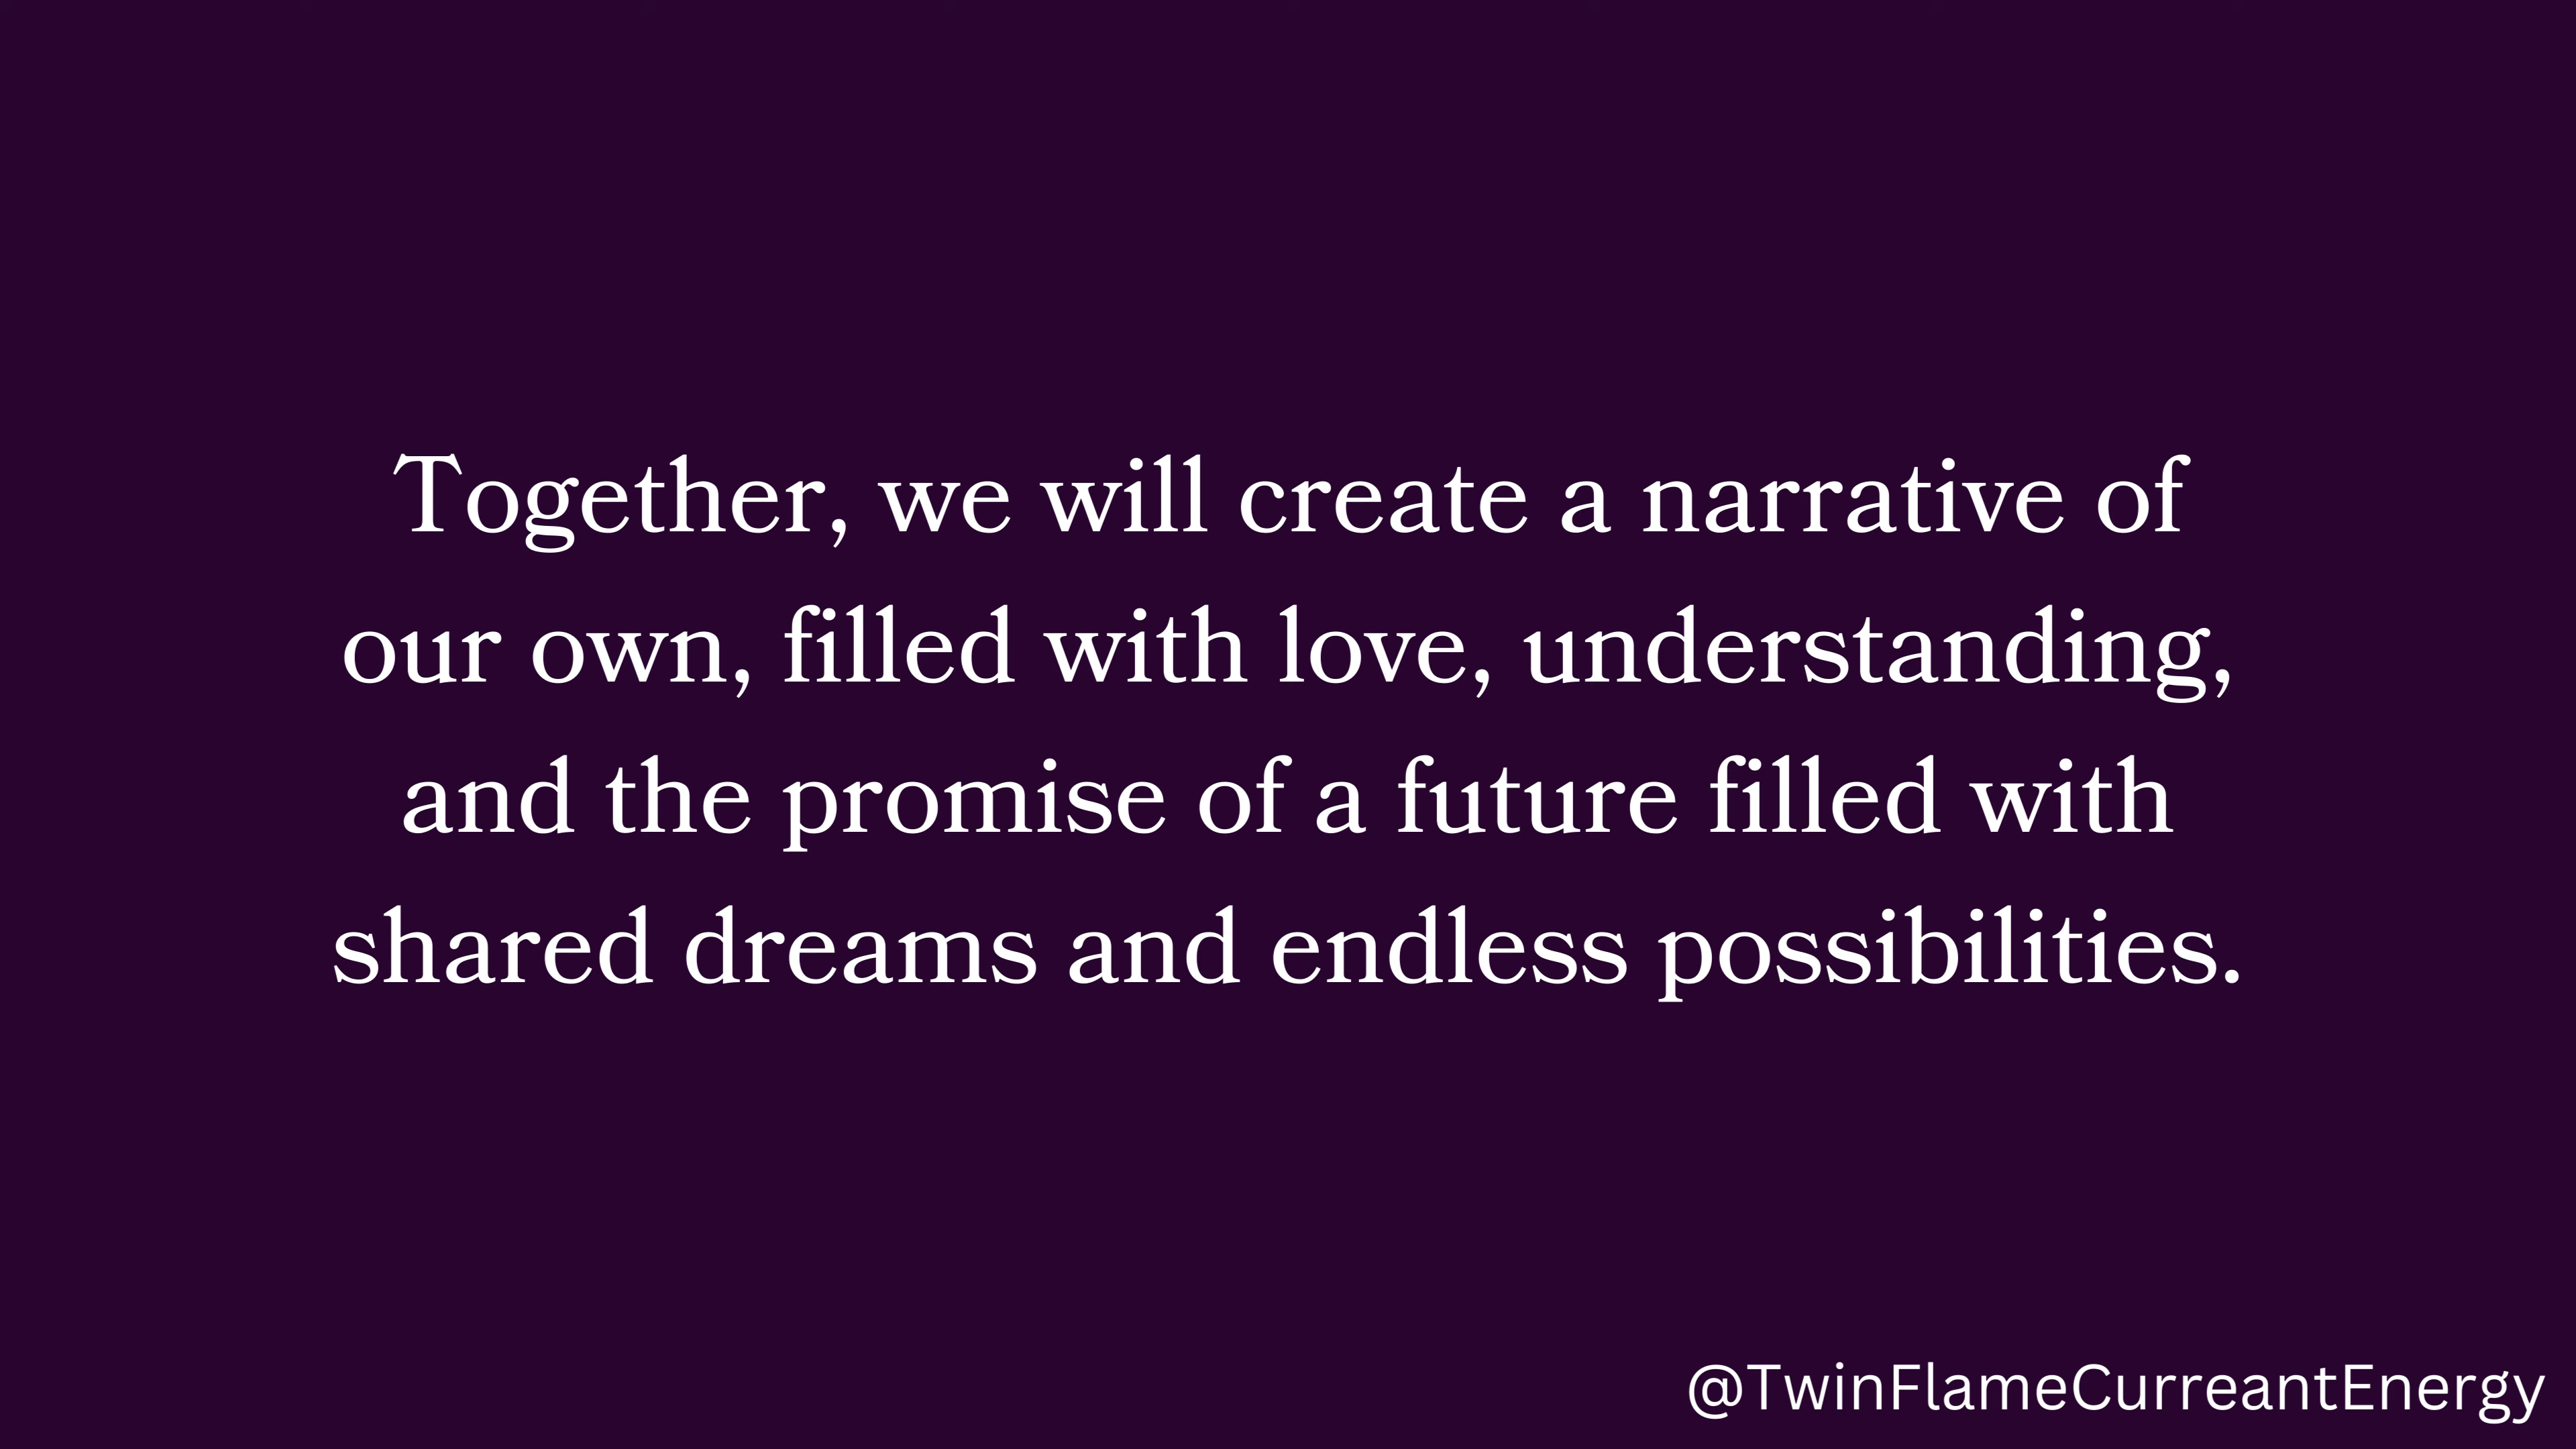 Together, we will create a narrative of
our own, filled with love, understanding,
and the promise of a future filled with
shared dreams and endless possibilities.
@TwinFlameCurreantEnergy